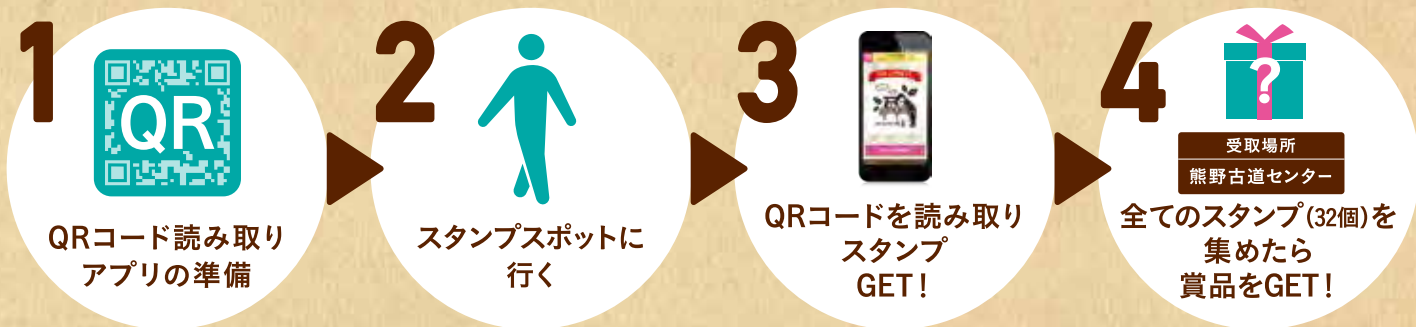 1
QR
QRコード読み取り
アプリの準備
2
スタンプスポットに
行く
3
QRコードを読み取り
スタンプ
GET!
4
?
受取場所
熊野古道センター
全てのスタンプ(32個)を
集めたら
賞品をGET!